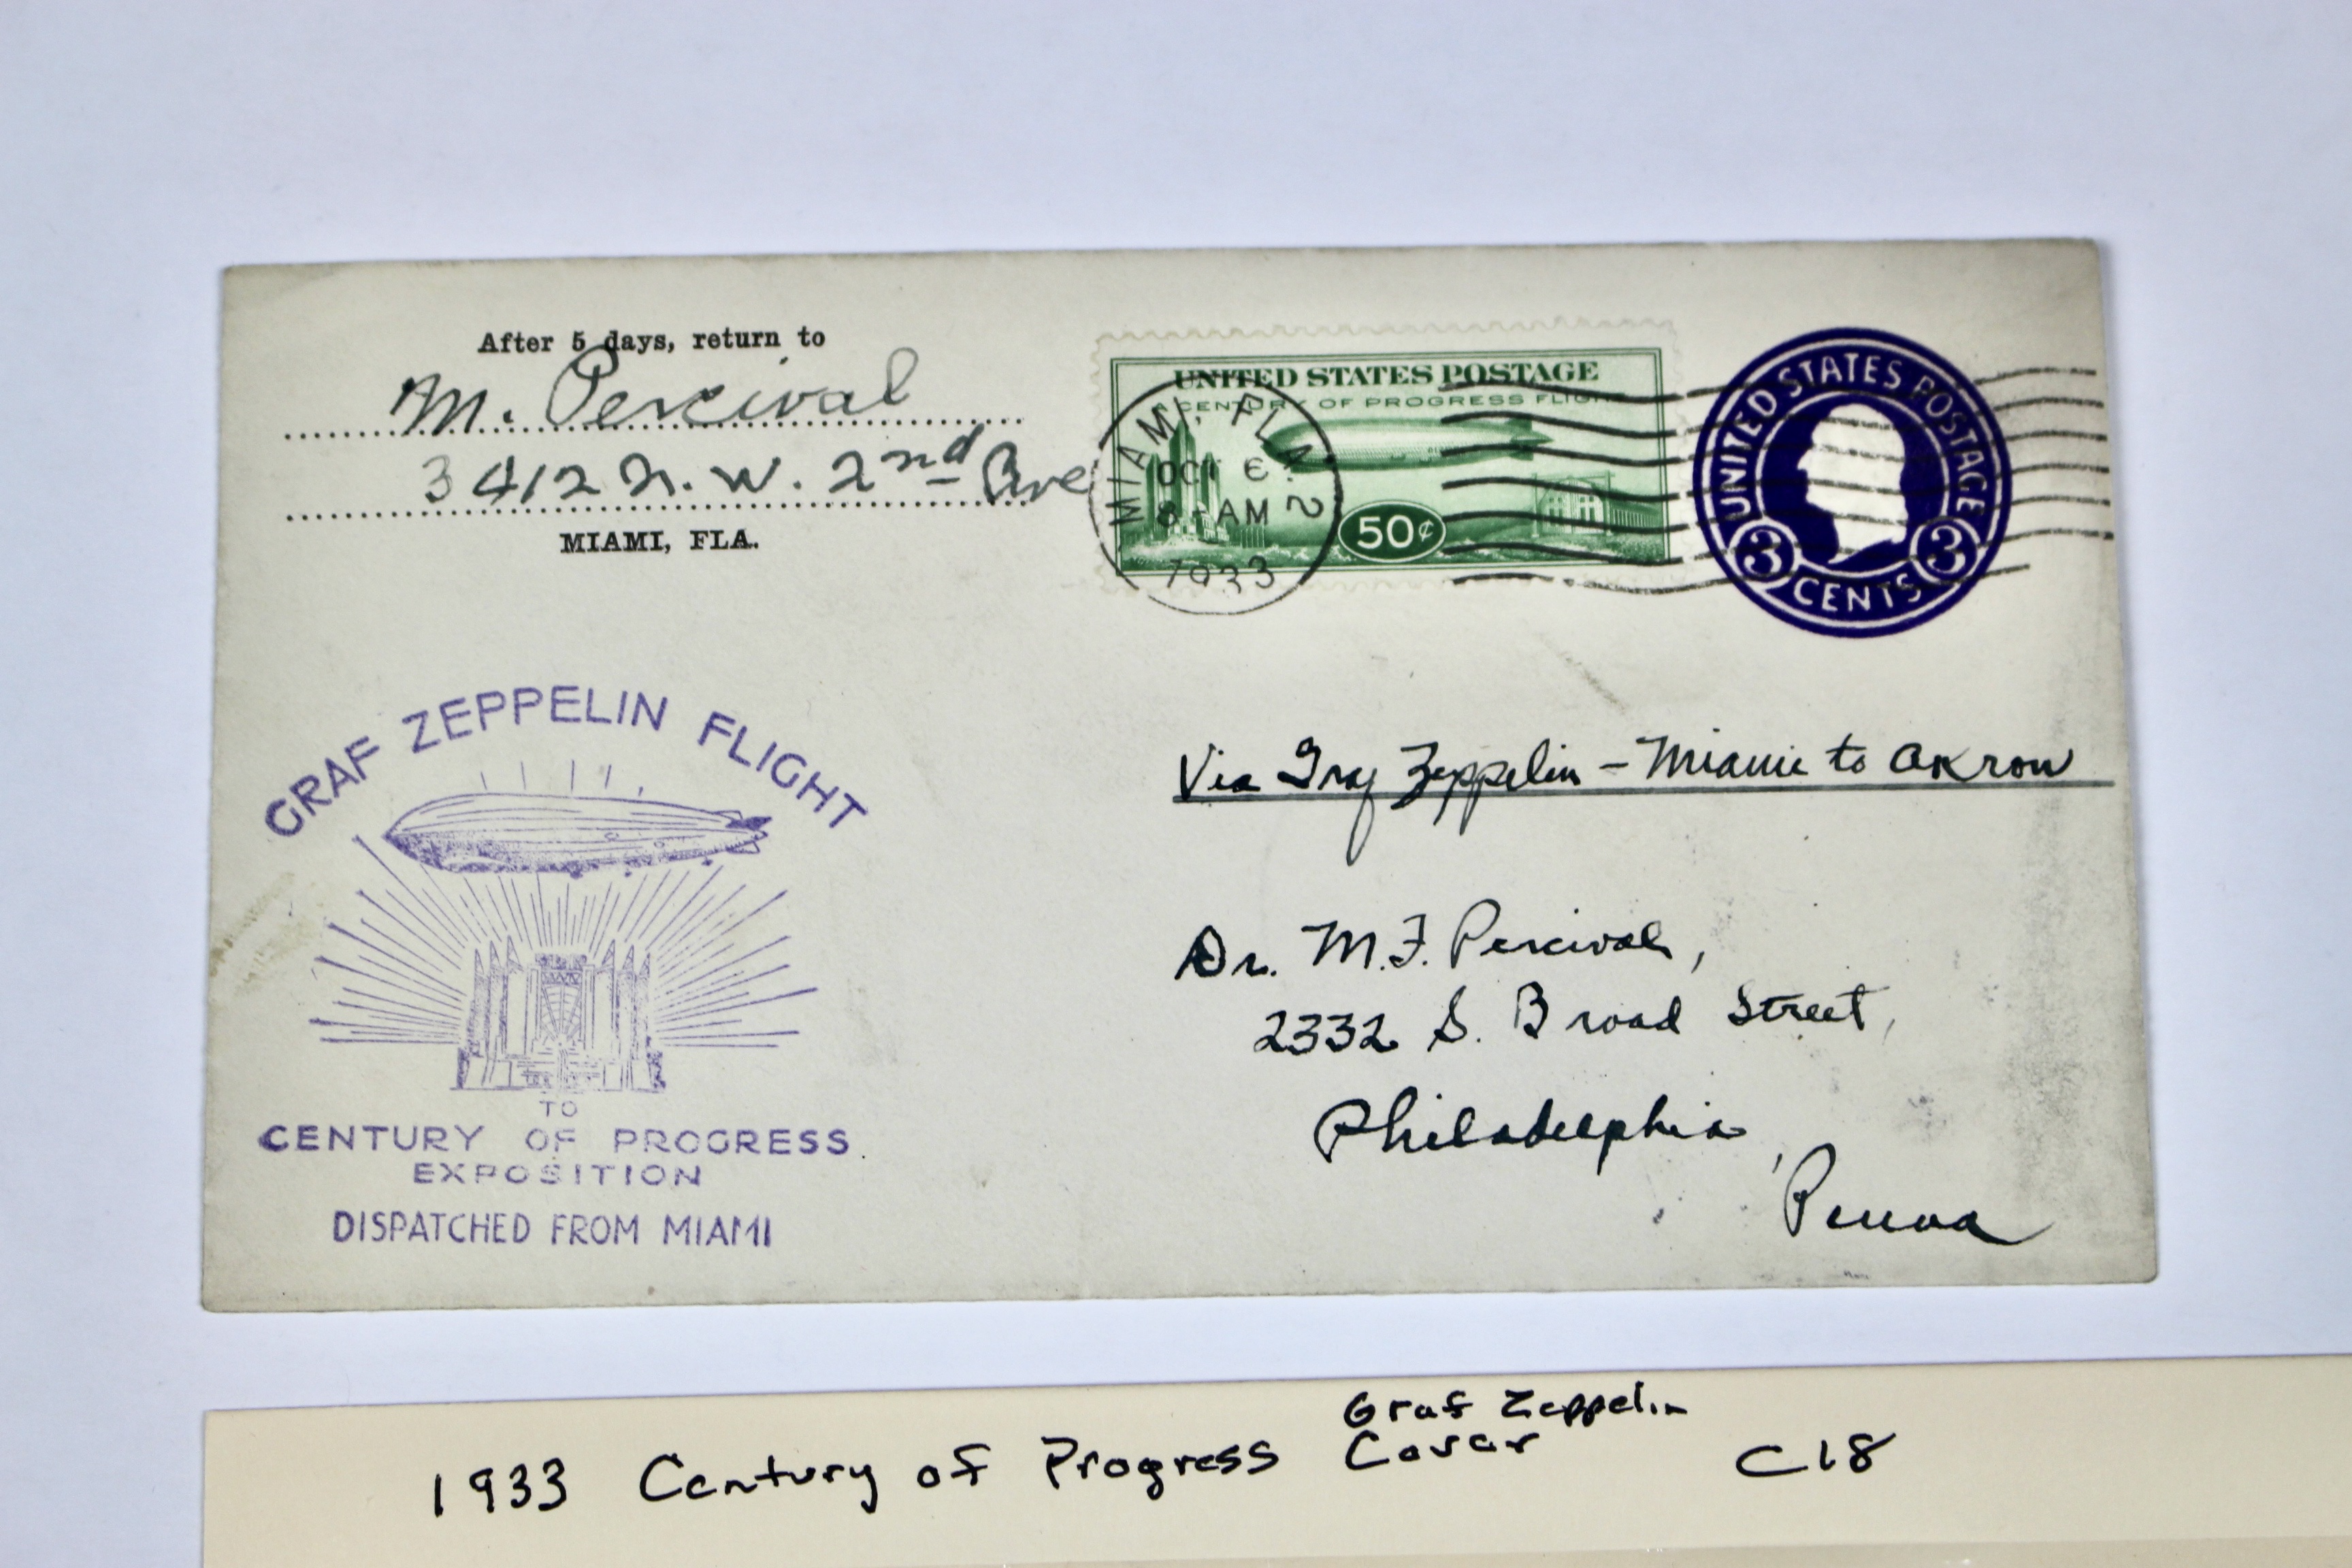 After 5 days, return to
M. Percival
3412 N. W. 2nd Ave
MIAMI, FLA.
UNITED STATES POSTAGE
CENTURY OF PROGRESS FLIGHT
50¢
MIAMI, FLA. 2
OCT 6
8 - AM
1933
UNITED STATES POSTAGE
3 CENTS 3
GRAF ZEPPELIN FLIGHT
TO
CENTURY OF PROGRESS
EXPOSITION
DISPATCHED FROM MIAMI
Via Graf Zeppelin – Miami to Akron
Dr. M.F. Percival,
2332 S. Broad Street,
Philadelphia,
Penna
1933 Century of Progress Graf Zeppelin Cover C18